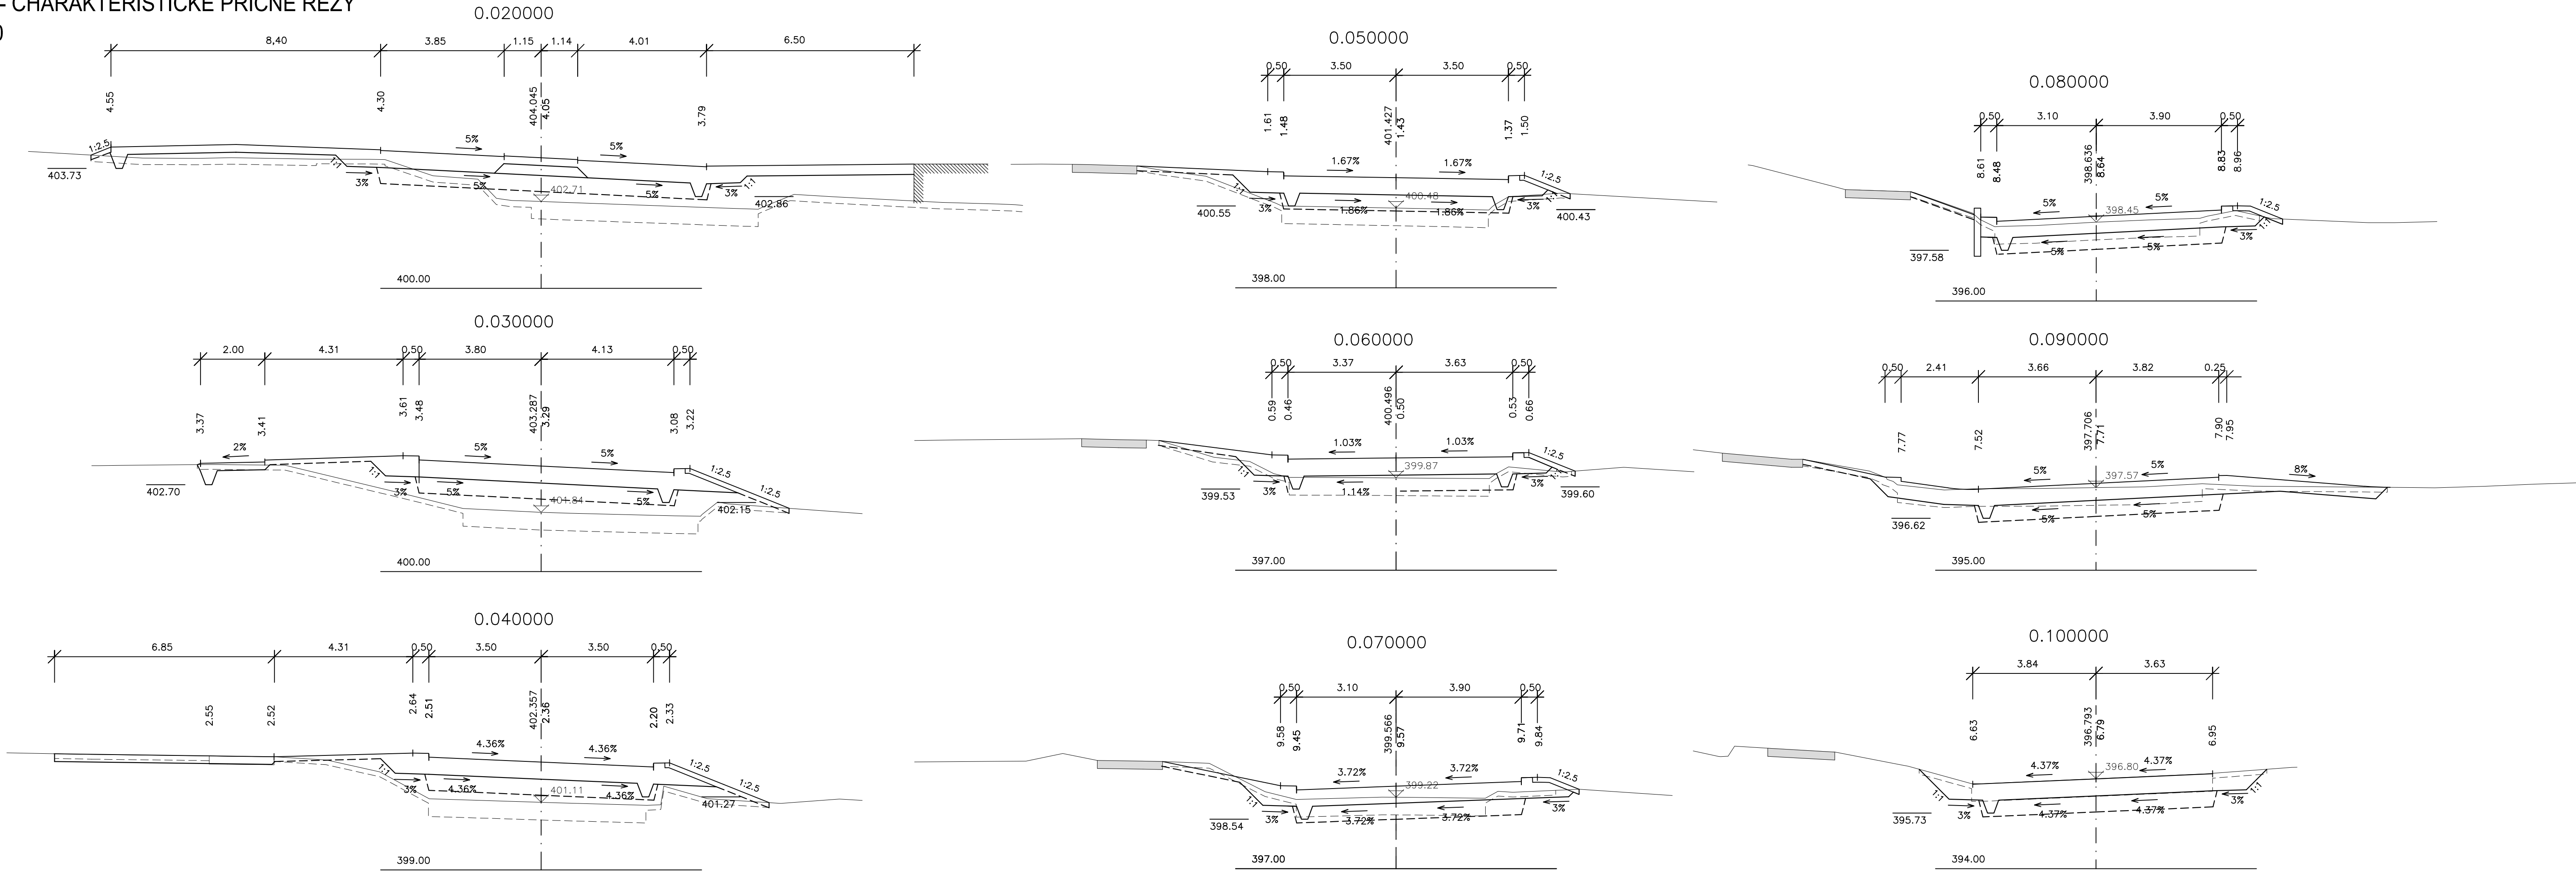 - CHARAKTERISTICKÉ PŘÍČNÉ ŘEZY
0.020000
8,40 3.85 1.15 1.14 4.01 6.50
4.55 4.30 404.045 4.05 3.79
1:2.5 5% 5%
403.73 1:1 3% 5% 402.71 5% 3% 1:1 402.86
400.00
0.030000
2.00 4.31 0,50 3.80 4.13 0,50
3.37 3.41 3.61 3.48 403.287 3.29 3.08 3.22
2% 5% 5% 1:2.5
402.70 1:1 3% 5% 401.84 5% 402.15 1:2.5
400.00
0.040000
6.85 4.31 0,50 3.50 3.50 0,50
2.55 2.52 2.64 2.51 402.357 2.36 2.20 2.33
4.36% 4.36% 1:2.5
1:1 3% 4.36% 401.11 4.36% 401.27 1:2.5
399.00
0.050000
0,50 3.50 3.50 0,50
1.61 1.48 401.427 1.43 1.37 1.50
1.67% 1.67% 1:2.5
400.55 1:1 3% 1.86% 400.48 1.86% 3% 1:1 400.43
398.00
0.060000
0,50 3.37 3.63 0,50
0.59 0.46 400.496 0.50 0.53 0.66
1.03% 1.03% 1:2.5
399.53 1:1 3% 1.14% 399.87 3% 1:1 399.60
397.00
0.070000
0,50 3.10 3.90 0,50
9.58 9.45 399.566 9.57 9.71 9.84
3.72% 3.72% 1:2.5
398.54 1:1 3% 3.72% 399.22 3.72% 3%
397.00
0.080000
0,50 3.10 3.90 0,50
8.61 8.48 398.636 8.64 8.83 8.96
5% 5% 1:2.5
397.58 5% 398.45 5% 3% 1:1
396.00
0.090000
0,50 2.41 3.66 3.82 0.25
7.77 7.52 397.706 7.71 7.90 7.95
5% 5% 8%
396.62 5% 397.57 5%
395.00
0.100000
3.84 3.63
6.63 396.793 6.79 6.95
4.37% 4.37%
395.73 1:1 3% 4.37% 396.80 4.37% 3% 1:1
394.00